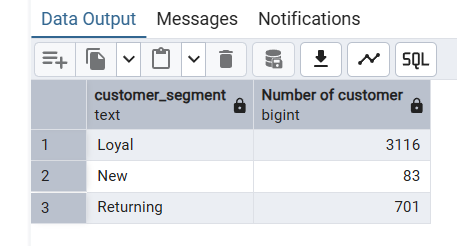 Data Output Messages Notifications
SQL
customer_segment Number of customer
text bigint
1 Loyal 3116
2 New 83
3 Returning 701